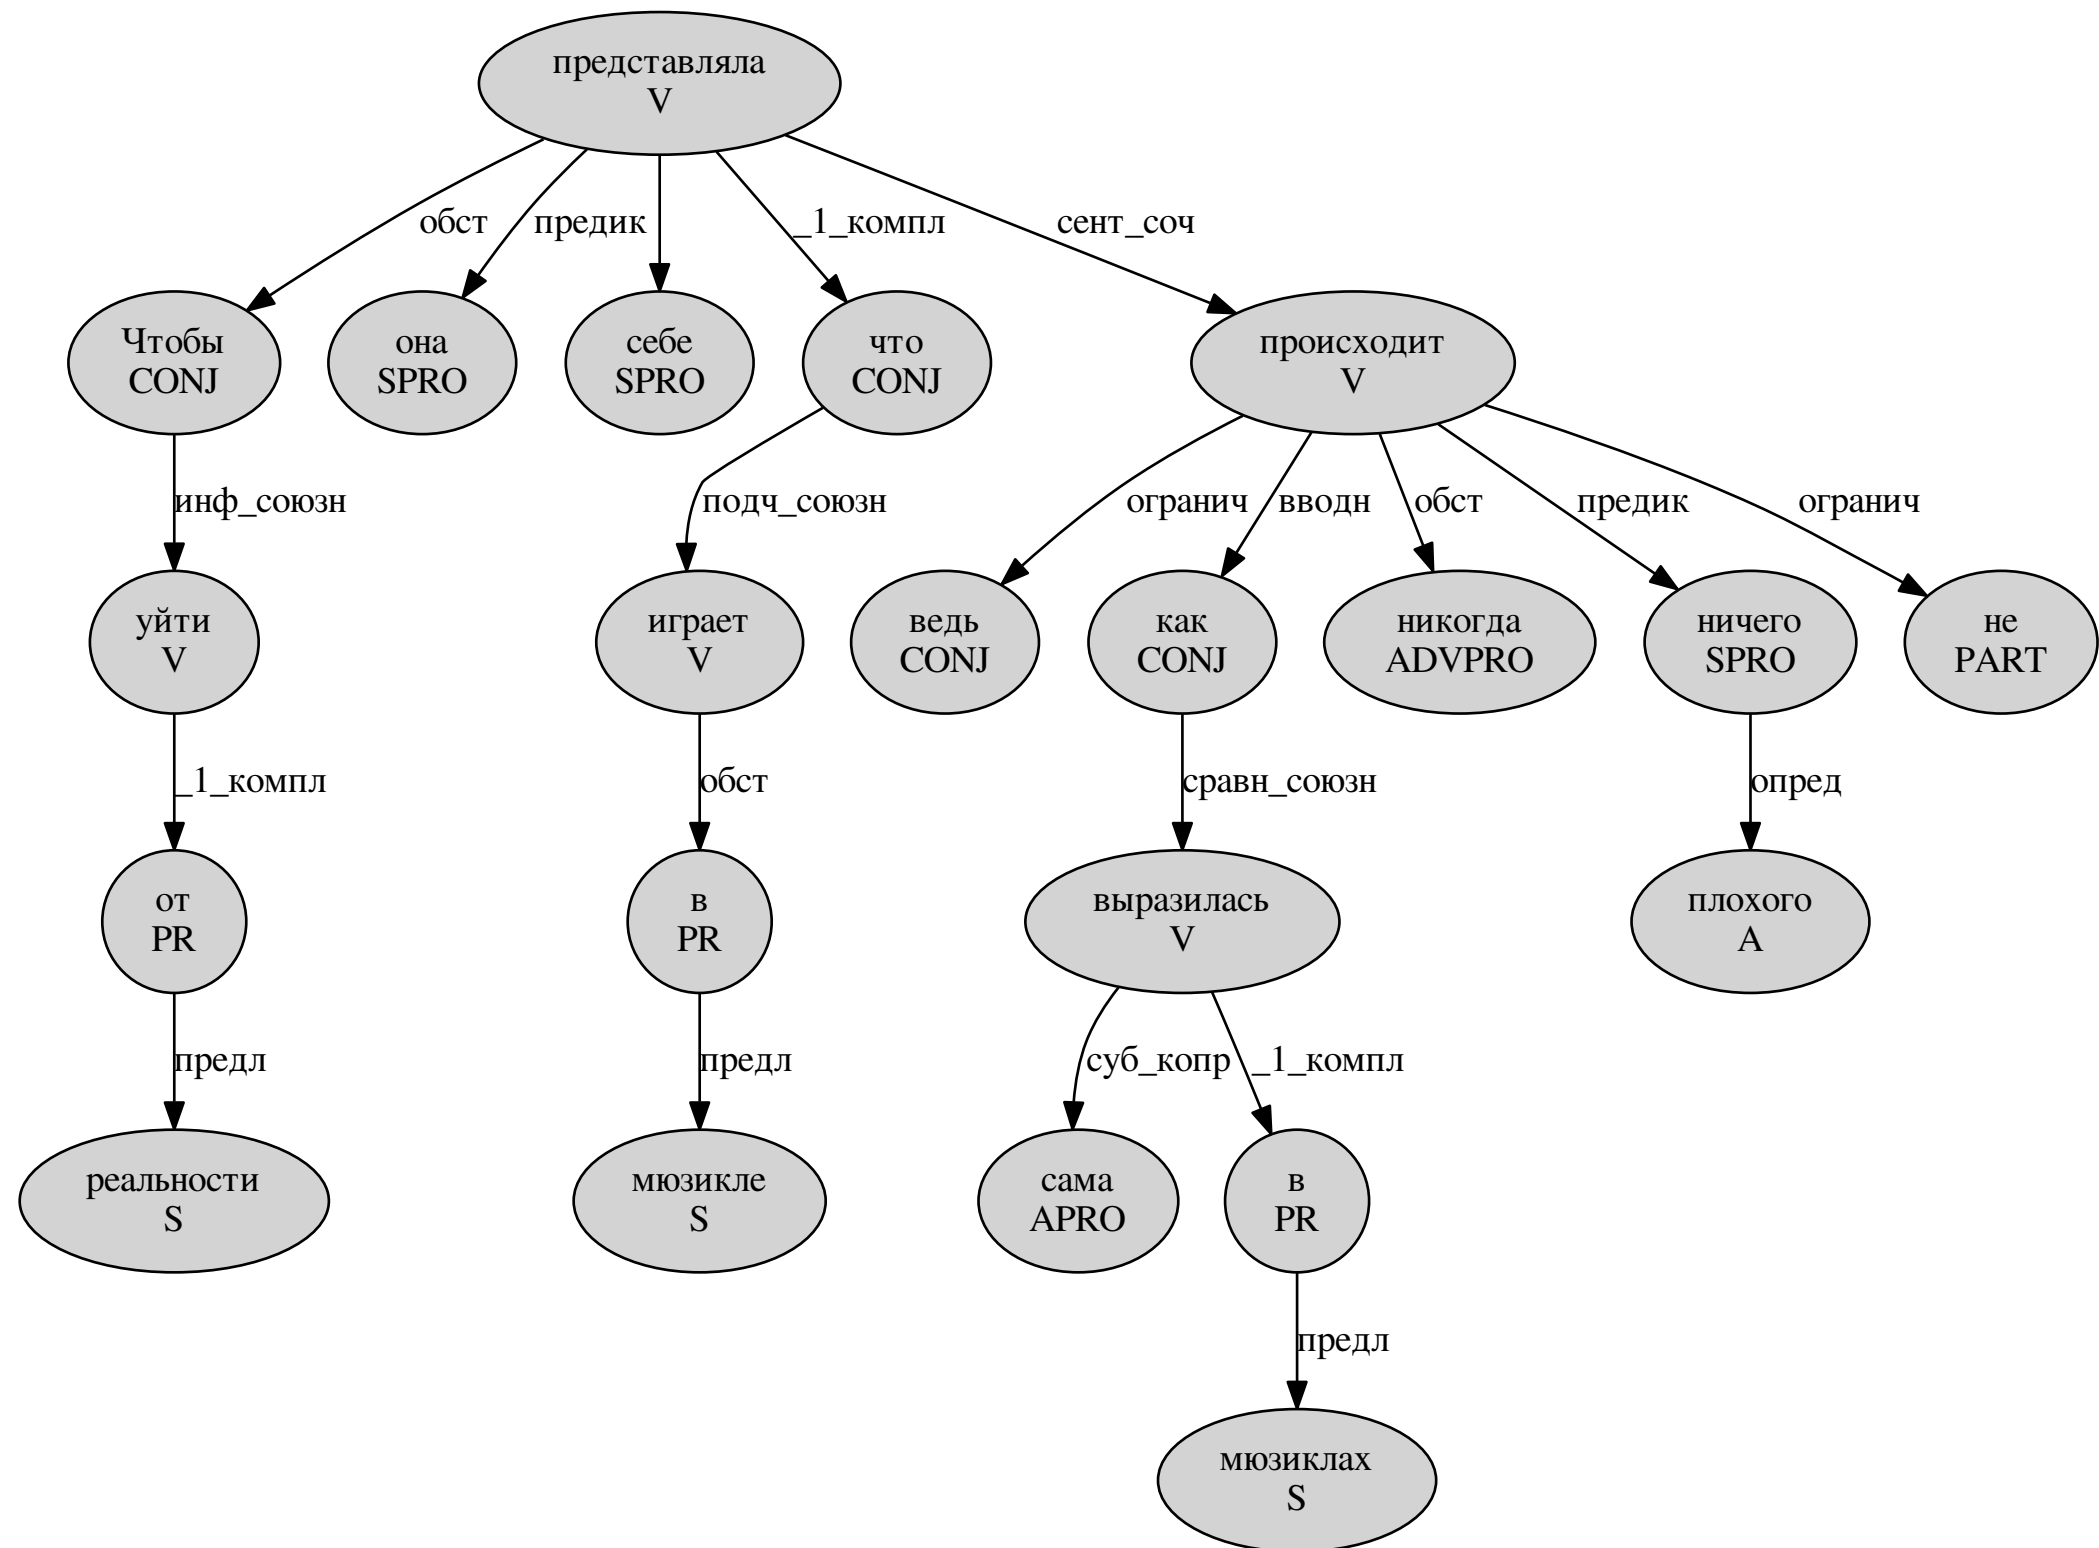 представляла
V
обст
предик
_1_компл
сент_соч
Чтобы
CONJ
она
SPRO
себе
SPRO
что
CONJ
происходит
V
инф_союзн
подч_союзн
огранич
вводн
обст
предик
огранич
уйти
V
играет
V
ведь
CONJ
как
CONJ
никогда
ADVPRO
ничего
SPRO
не
PART
_1_компл
обст
сравн_союзн
опред
от
PR
в
PR
выразилась
V
плохого
A
предл
предл
суб_копр
_1_компл
реальности
S
мюзикле
S
сама
APRO
в
PR
предл
мюзиклах
S